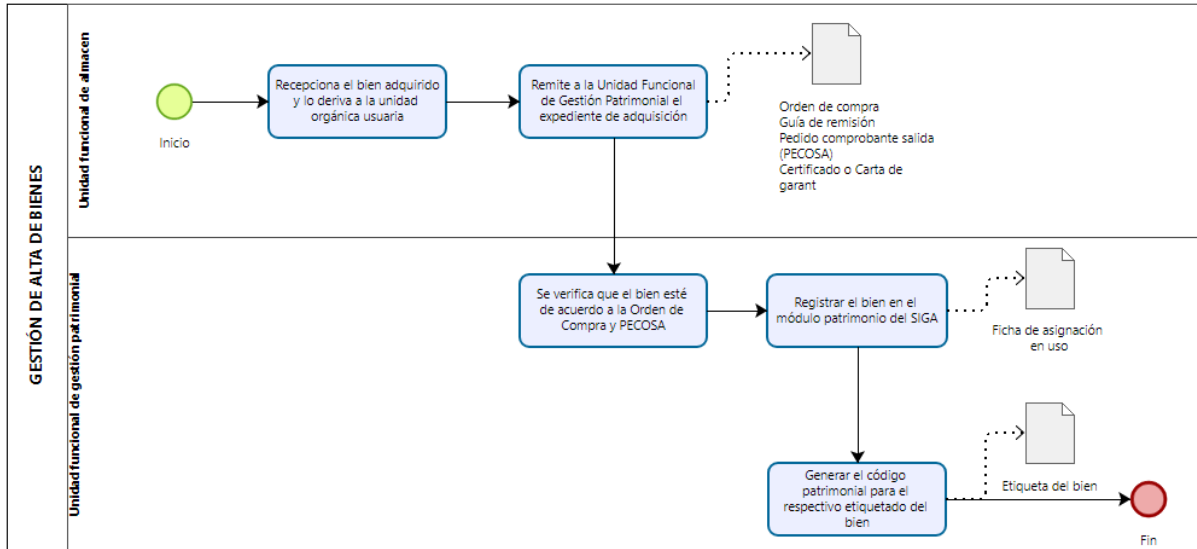 GESTIÓN DE ALTA DE BIENES
Unidad funcional de almacen
Inicio
Recepciona el bien adquirido
y lo deriva a la unidad
orgánica usuaria
Remite a la Unidad Funcional
de Gestión Patrimonial el
expediente de adquisición
Orden de compra
Guía de remisión
Pedido comprobante salida
(PECOSA)
Certificado o Carta de
garant
Unidad funcional de gestión patrimonial
Se verifica que el bien esté
de acuerdo a la Orden de
Compra y PECOSA
Registrar el bien en el
módulo patrimonio del SIGA
Ficha de asignación
en uso
Generar el código
patrimonial para el
respectivo etiquetado del
bien
Etiqueta del bien
Fin